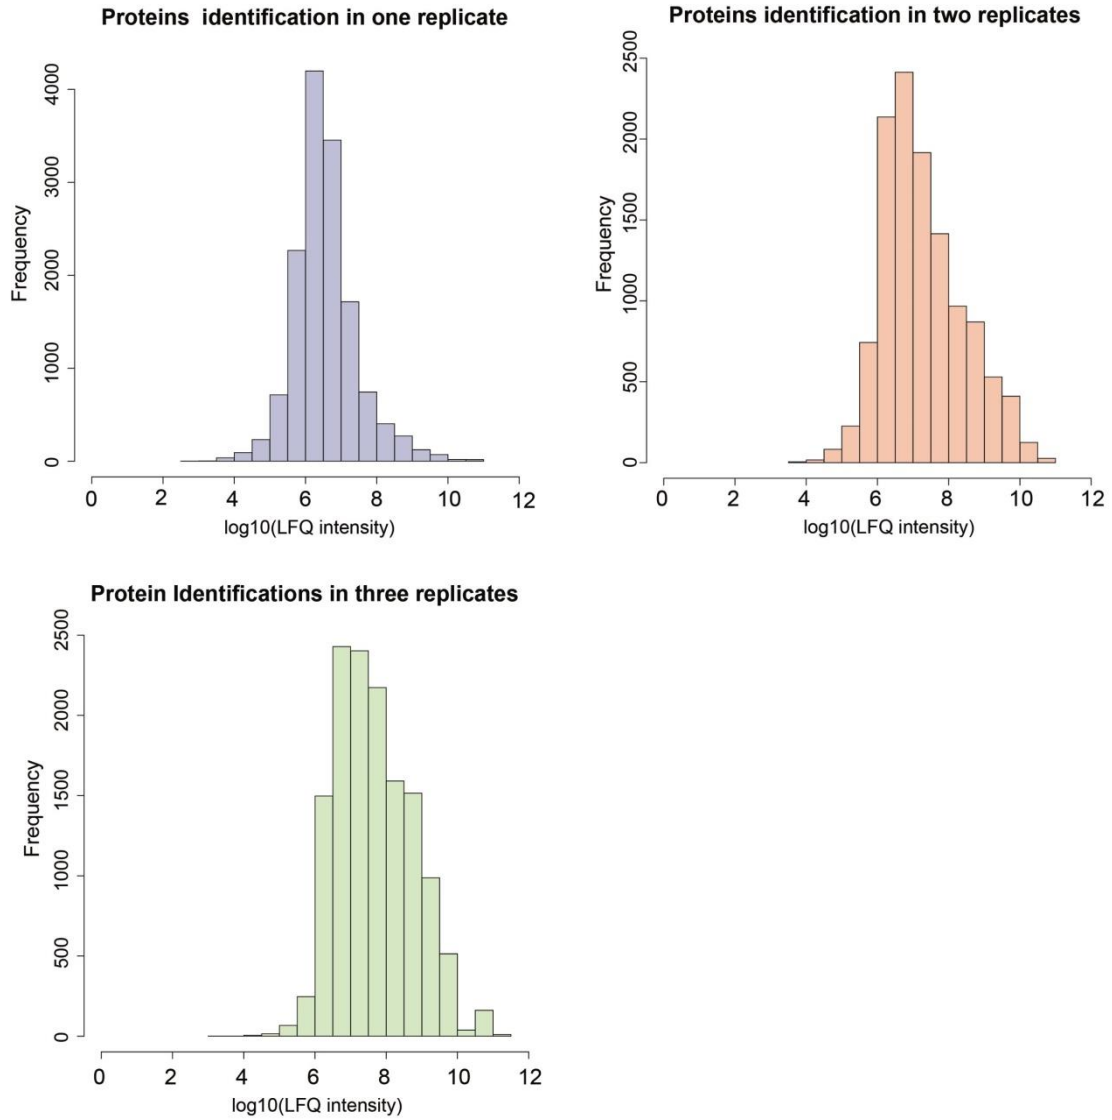 Proteins  identification in one replicate
4000
3000
2000
1000
0
Frequency
0 2 4 6 8 10 12
log10(LFQ intensity)
Proteins identification in two replicates
2500
2000
1500
1000
500
0
Frequency
0 2 4 6 8 10 12
log10(LFQ intensity)
Protein Identifications in three replicates
2500
2000
1500
1000
500
0
Frequency
0 2 4 6 8 10 12
log10(LFQ intensity)